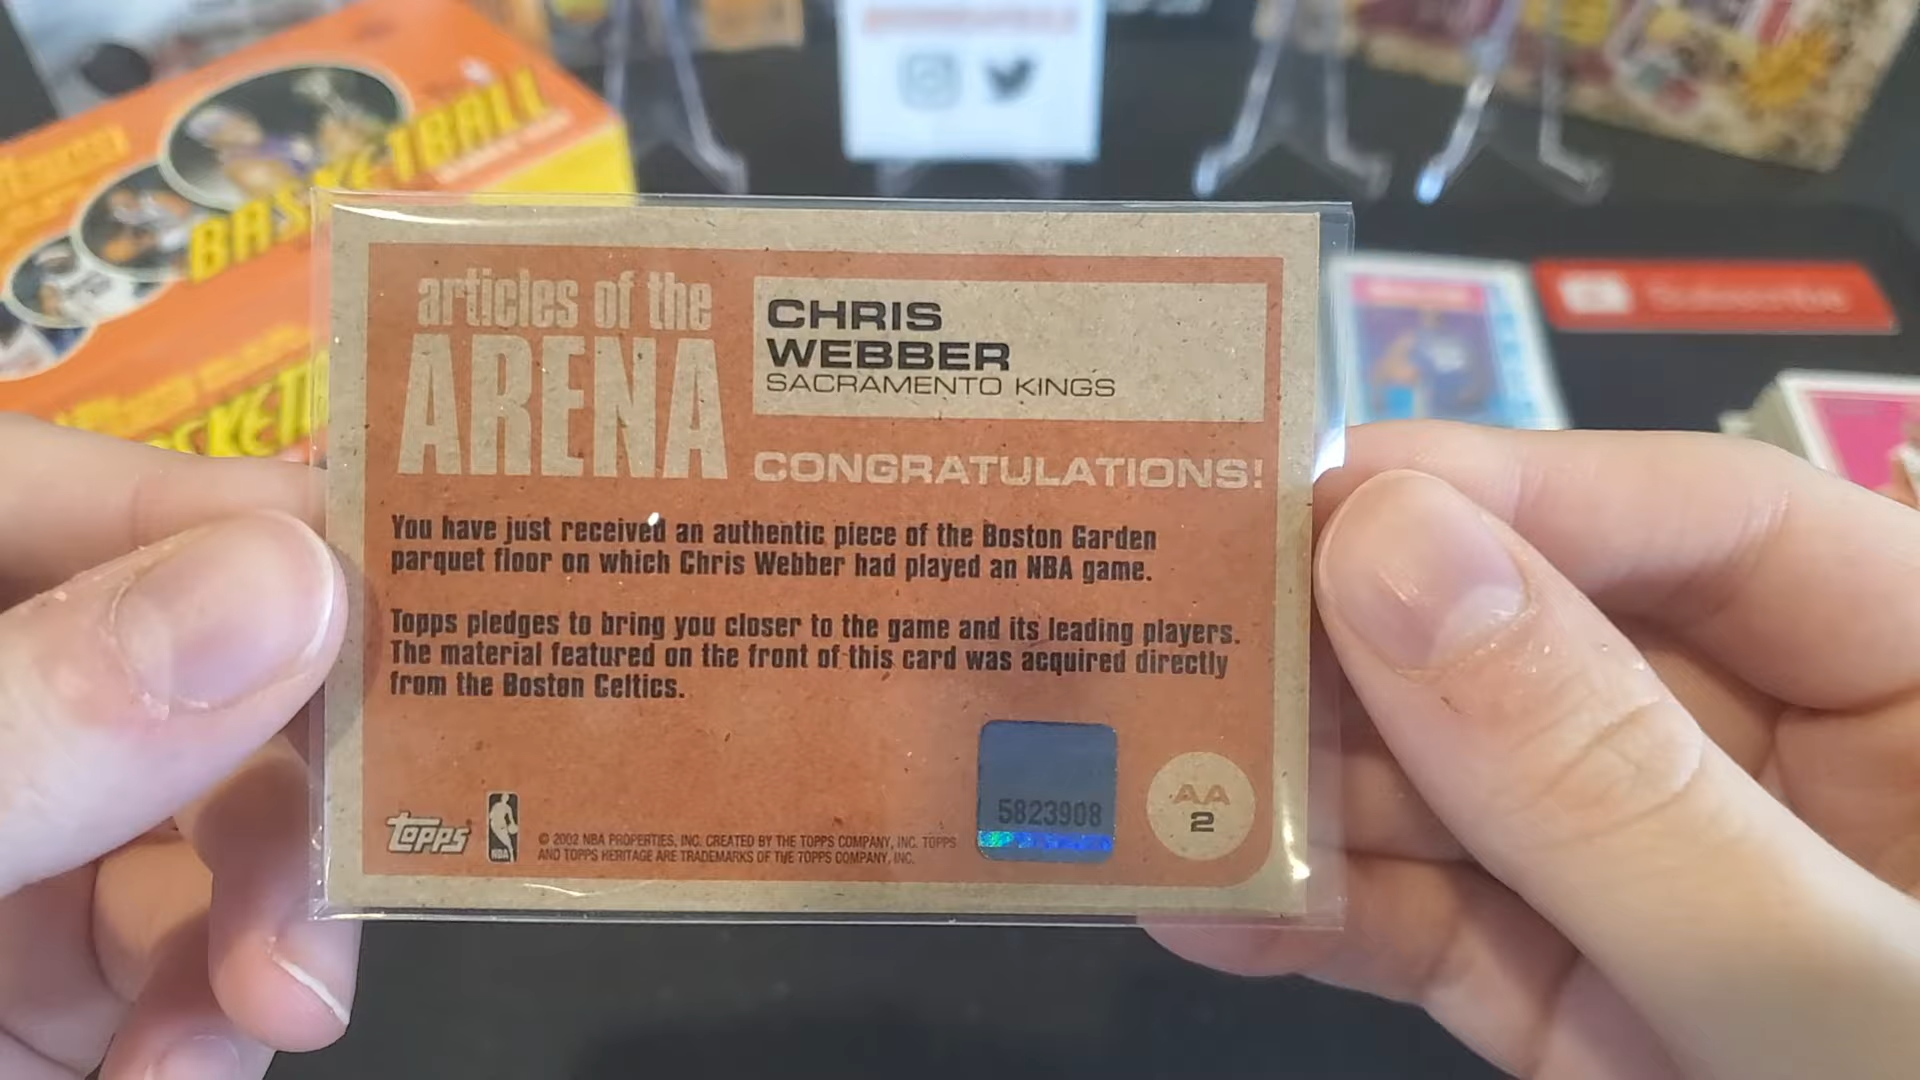 BASKETBALL
articles of the
ARENA
CHRIS
WEBBER
SACRAMENTO KINGS
CONGRATULATIONS!
You have just received an authentic piece of the Boston Garden
parquet floor on which Chris Webber had played an NBA game.
Topps pledges to bring you closer to the game and its leading players.
The material featured on the front of this card was acquired directly
from the Boston Celtics.
5823908
AA
2
Topps
NBA
© 2002 NBA PROPERTIES, INC. CREATED BY THE TOPPS COMPANY, INC. TOPPS
AND TOPPS HERITAGE ARE TRADEMARKS OF THE TOPPS COMPANY, INC.
Subscribe